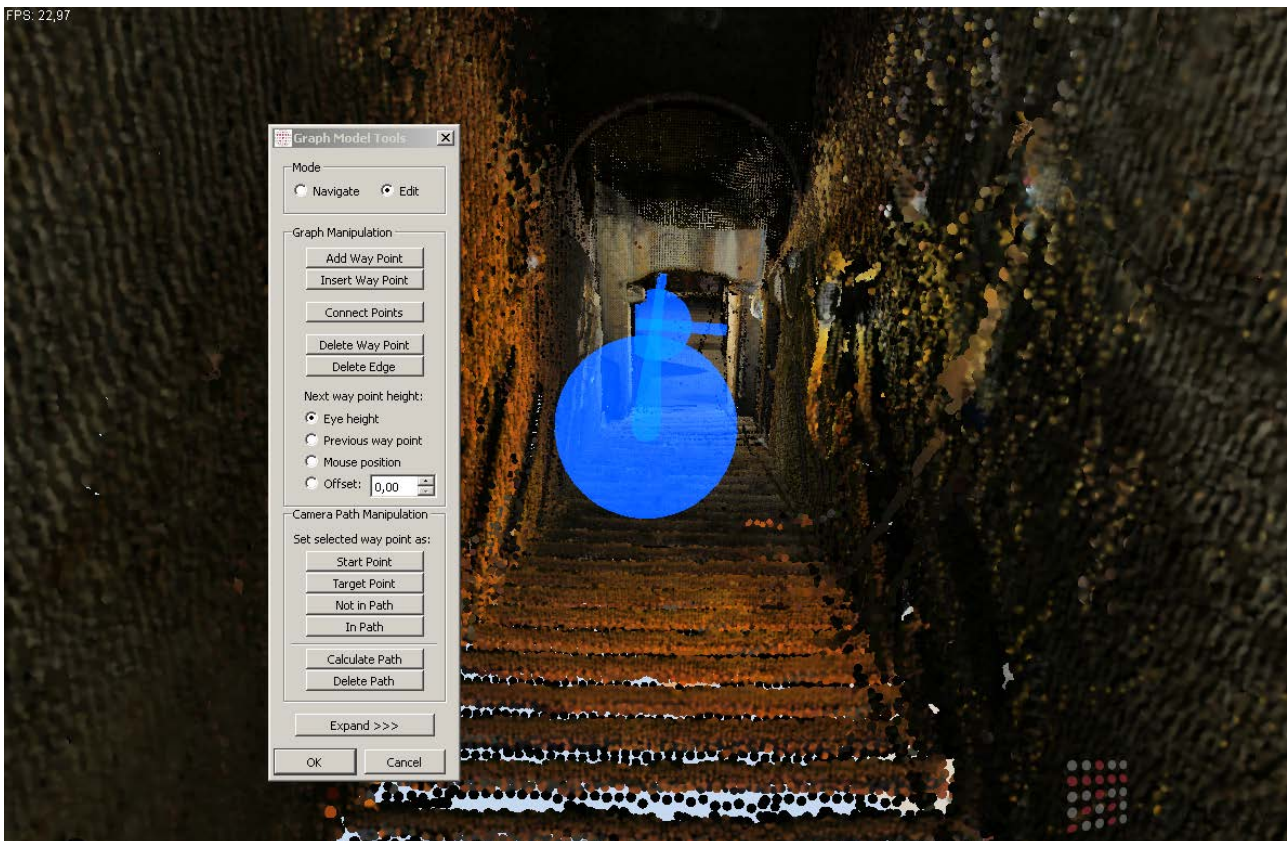 FPS: 22,97
Graph Model Tools
Mode
Navigate Edit
Graph Manipulation
Add Way Point
Insert Way Point
Connect Points
Delete Way Point
Delete Edge
Next way point height:
Eye height
Previous way point
Mouse position
Offset: 0,00
Camera Path Manipulation
Set selected way point as:
Start Point
Target Point
Not in Path
In Path
Calculate Path
Delete Path
Expand >>>
OK Cancel